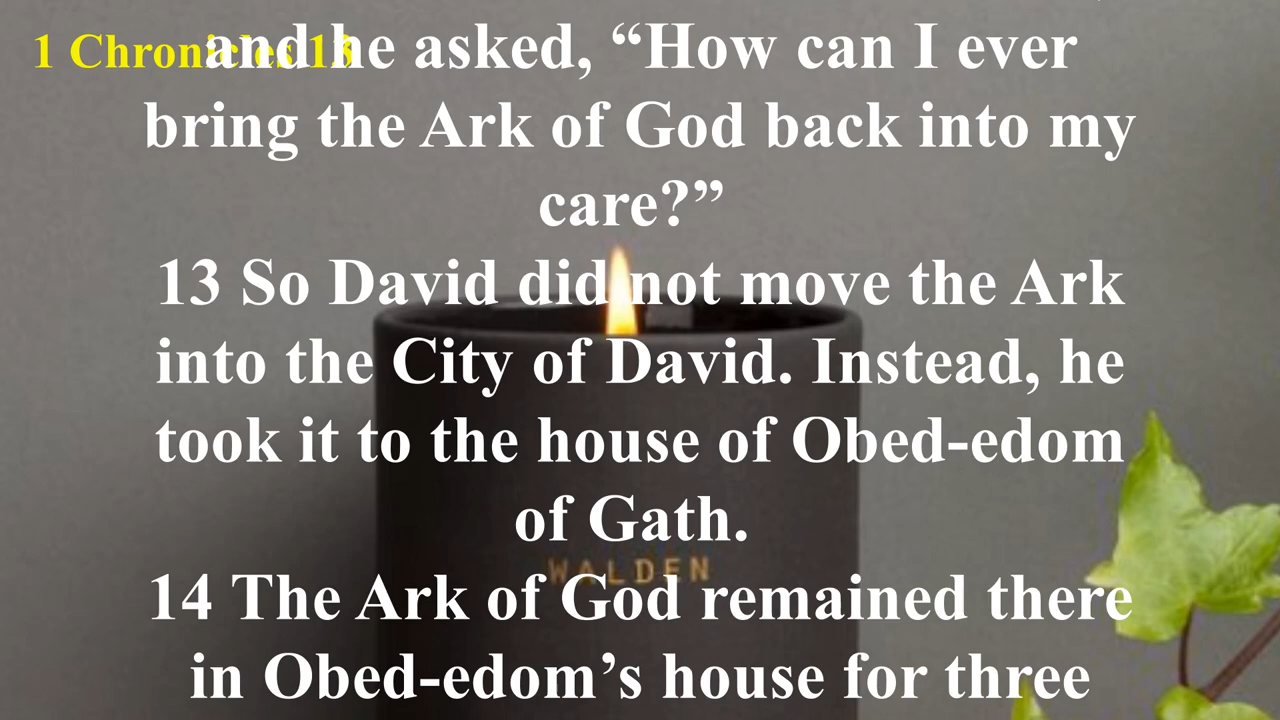 1 Chronicles 13
and he asked, “How can I ever
bring the Ark of God back into my
care?”
13 So David did not move the Ark
into the City of David. Instead, he
took it to the house of Obed-edom
of Gath.
WALDEN
14 The Ark of God remained there
in Obed-edom’s house for three